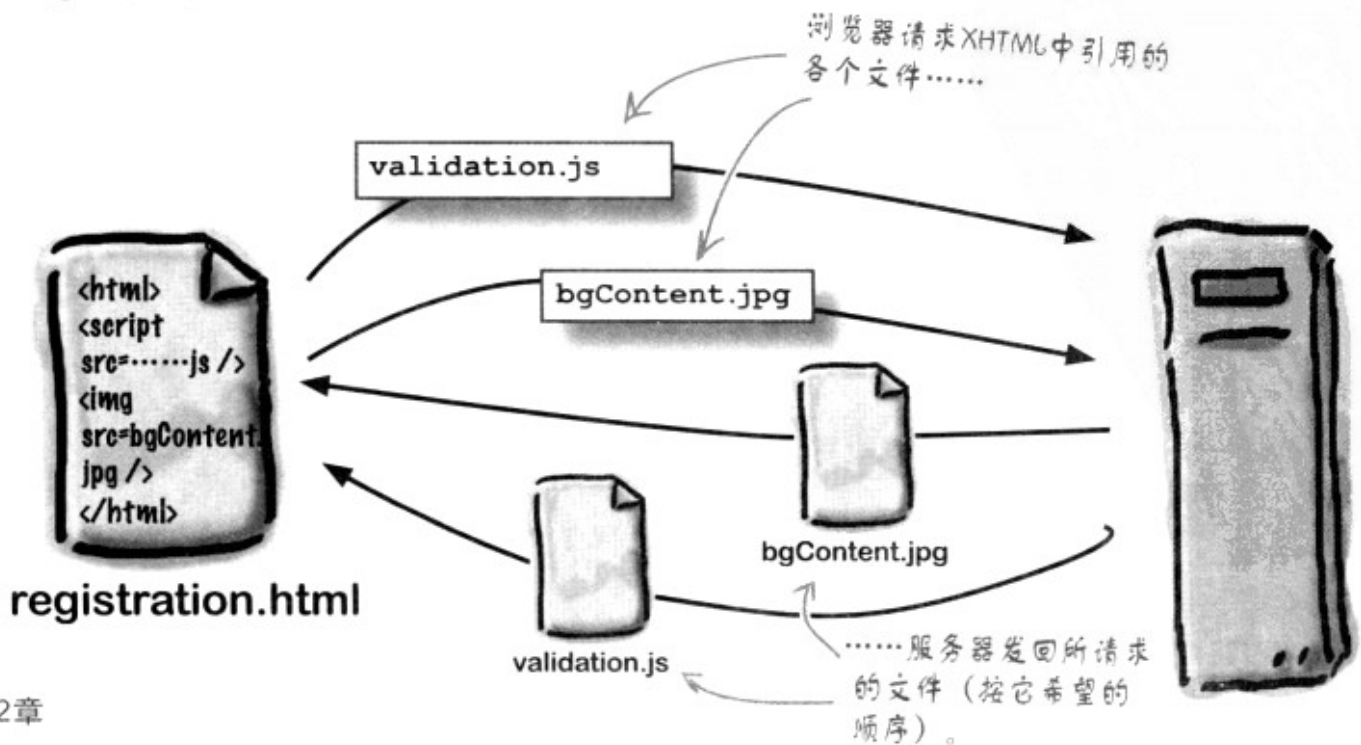 浏览器请求XHTML中引用的
各个文件……
validation.js
bgContent.jpg
<html>
<script
src=……js />
<img
src=bgContent.
jpg />
</html>
registration.html
bgContent.jpg
validation.js
……服务器发回所请求
的文件（按它希望的
顺序）。
2章